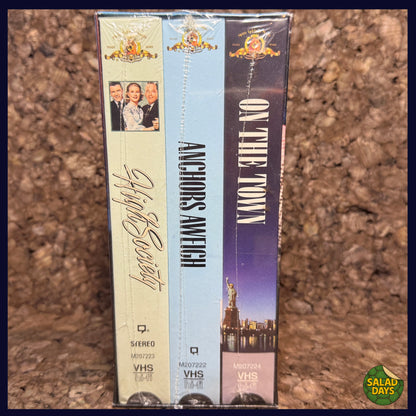 High Society
STEREO
M207223
VHS
ANCHORS AWEIGH
M207222
VHS
ON THE TOWN
M207224
VHS
SALAD
DAYS